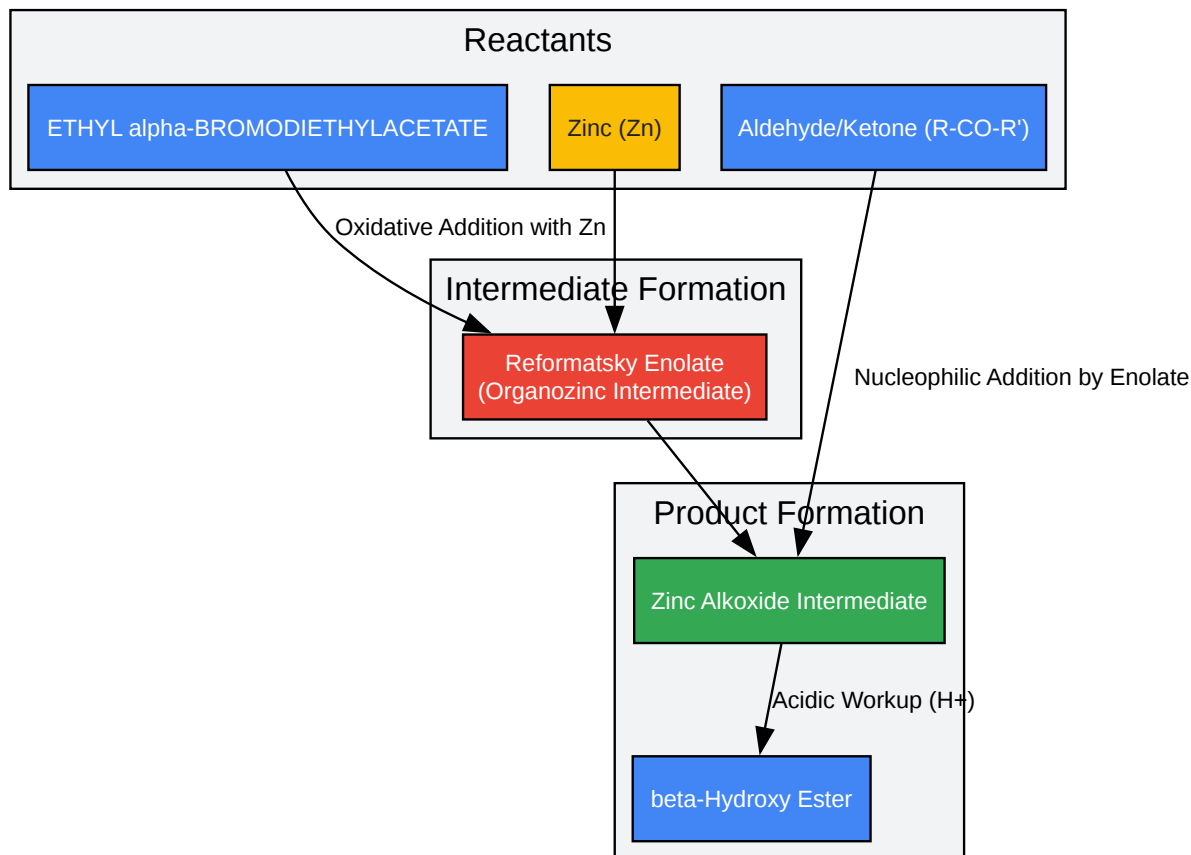 Reactants
ETHYL alpha-BROMODIETHYLACETATE
Zinc (Zn)
Aldehyde/Ketone (R-CO-R')
Oxidative Addition with Zn
Intermediate Formation
Reformatsky Enolate
(Organozinc Intermediate)
Nucleophilic Addition by Enolate
Product Formation
Zinc Alkoxide Intermediate
Acidic Workup (H+)
beta-Hydroxy Ester